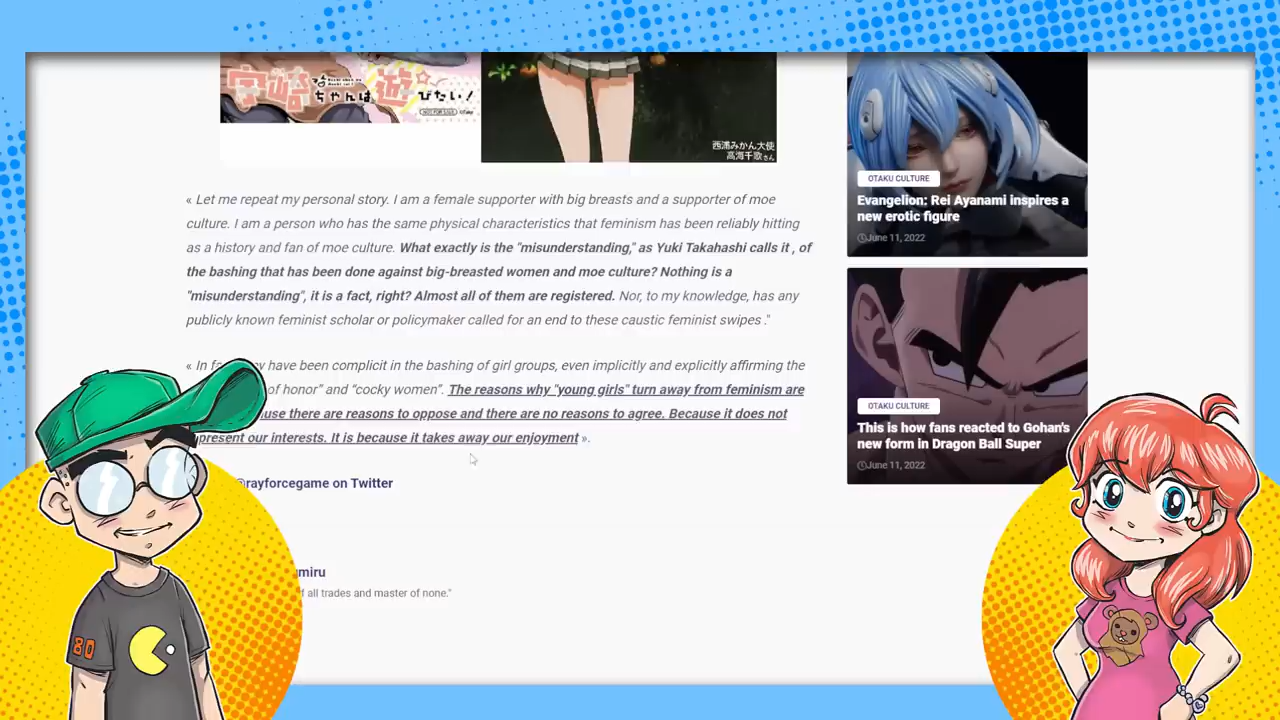 宇崎ちゃんは遊びたい!
NOT FOR SALE
西浦みかん大使
高海千歌さん
« Let me repeat my personal story. I am a female supporter with big breasts and a supporter of moe
culture. I am a person who has the same physical characteristics that feminism has been reliably hitting
as a history and fan of moe culture. What exactly is the "misunderstanding," as Yuki Takahashi calls it , of
the bashing that has been done against big-breasted women and moe culture? Nothing is a
"misunderstanding", it is a fact, right? Almost all of them are registered. Nor, to my knowledge, has any
publicly known feminist scholar or policymaker called for an end to these caustic feminist swipes ."
« In fa y have been complicit in the bashing of girl groups, even implicitly and explicitly affirming the
of honor" and "cocky women". The reasons why "young girls" turn away from feminism are
use there are reasons to oppose and there are no reasons to agree. Because it does not
present our interests. It is because it takes away our enjoyment ».
@rayforcegame on Twitter
umiru
f all trades and master of none."
OTAKU CULTURE
Evangelion: Rei Ayanami inspires a
new erotic figure
June 11, 2022
OTAKU CULTURE
This is how fans reacted to Gohan's
new form in Dragon Ball Super
June 11, 2022
80